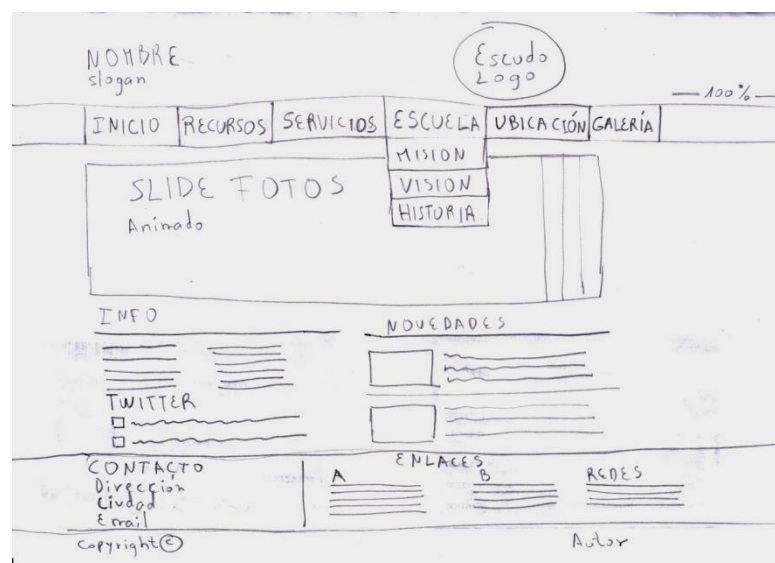 NOMBRE
slogan
Escudo
Logo
100%
INICIO RECURSOS SERVICIOS ESCUELA UBICACIÓN GALERÍA
MISION
VISION
HISTORIA
SLIDE FOTOS
Animado
INFO
NOVEDADES
TWITTER
CONTACTO
Dirección
Ciudad
Email
ENLACES
A B REDES
Copyright © Autor